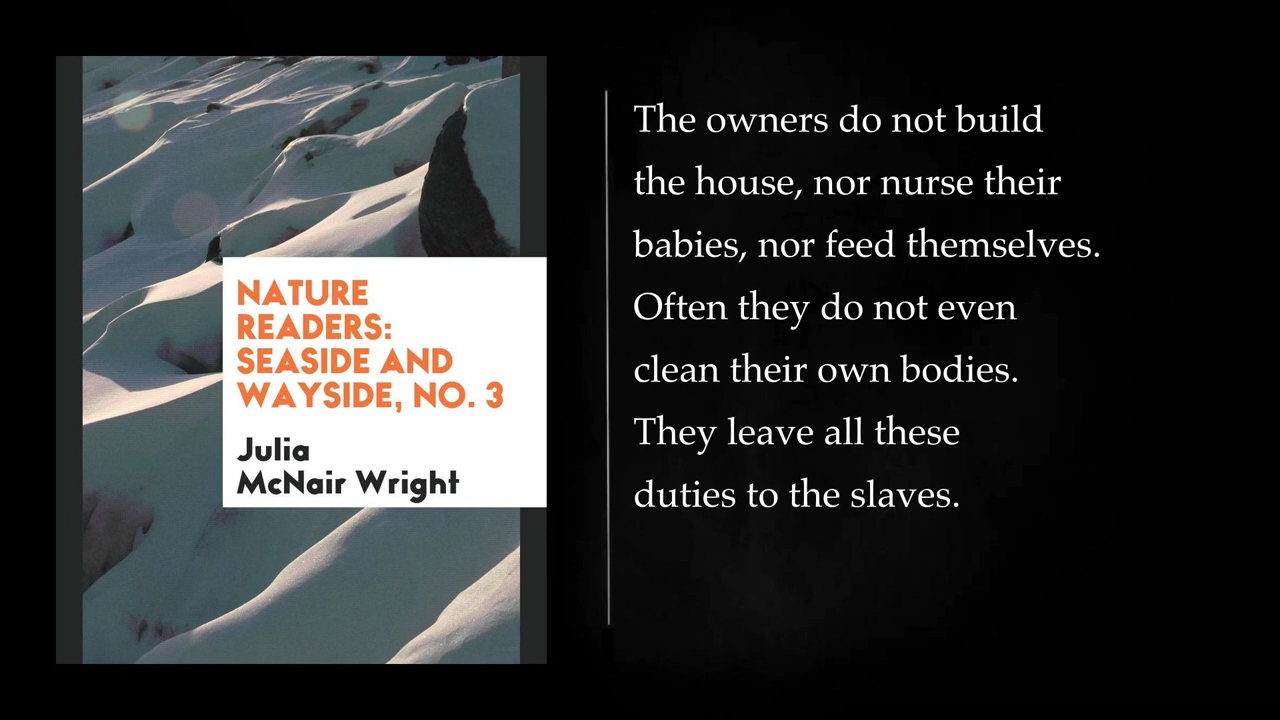 NATURE
READERS:
SEASIDE AND
WAYSIDE, NO. 3
Julia
McNair Wright
The owners do not build
the house, nor nurse their
babies, nor feed themselves.
Often they do not even
clean their own bodies.
They leave all these
duties to the slaves.